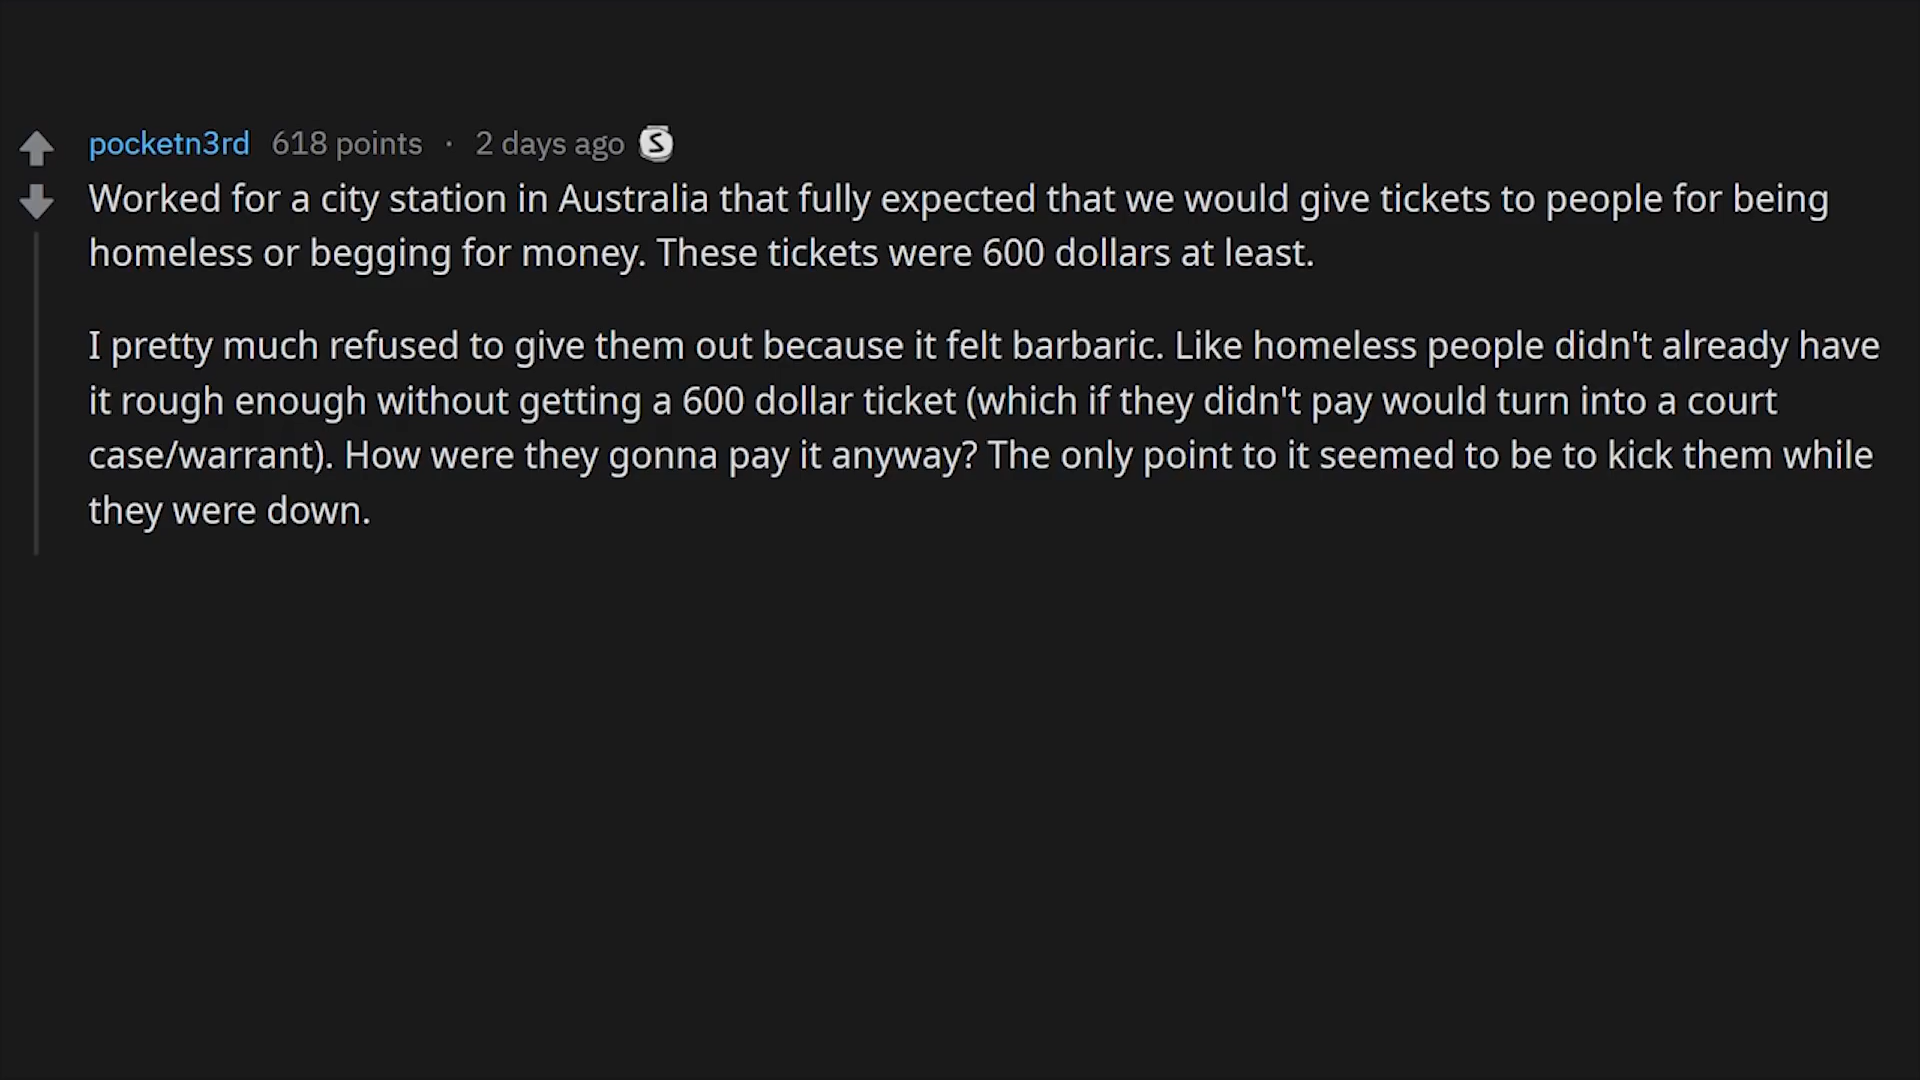 pocketn3rd 618 points · 2 days ago S
Worked for a city station in Australia that fully expected that we would give tickets to people for being
homeless or begging for money. These tickets were 600 dollars at least.
I pretty much refused to give them out because it felt barbaric. Like homeless people didn't already have
it rough enough without getting a 600 dollar ticket (which if they didn't pay would turn into a court
case/warrant). How were they gonna pay it anyway? The only point to it seemed to be to kick them while
they were down.